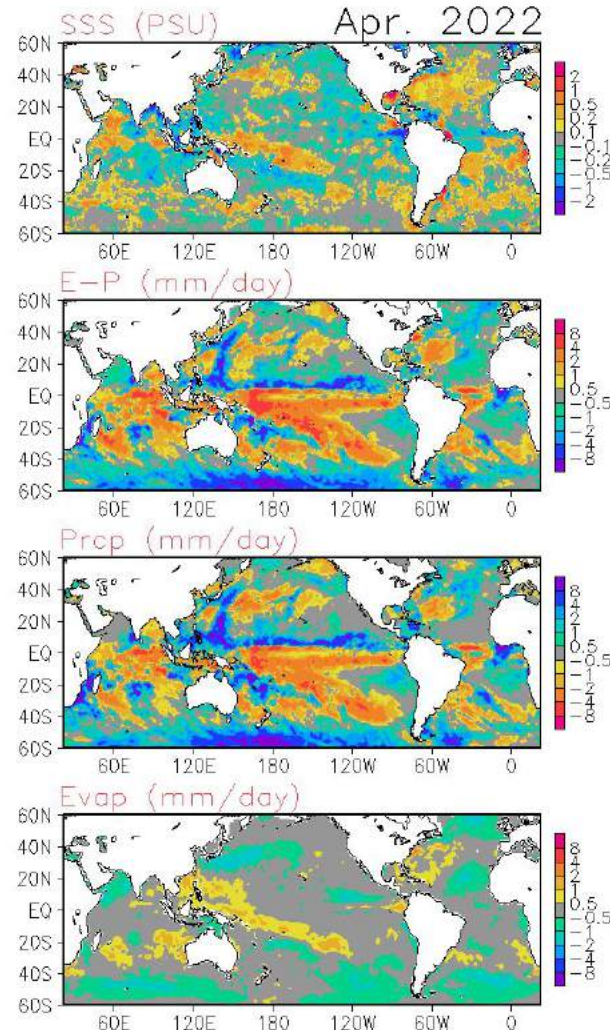 SSS (PSU) Apr. 2022
60N
40N
20N
EQ
20S
40S
60S
60E 120E 180 120W 60W 0
2
1
0.5
0.2
0.1
-0.1
-0.2
-0.5
-1
-2
E-P (mm/day)
60N
40N
20N
EQ
20S
40S
60S
60E 120E 180 120W 60W 0
8
4
2
1
0.5
-0.5
-1
-2
-4
-8
Prcp (mm/day)
60N
40N
20N
EQ
20S
40S
60S
60E 120E 180 120W 60W 0
8
4
2
1
0.5
-0.5
-1
-2
-4
-8
Evap (mm/day)
60N
40N
20N
EQ
20S
40S
60S
60E 120E 180 120W 60W 0
8
4
2
1
0.5
-0.5
-1
-2
-4
-8